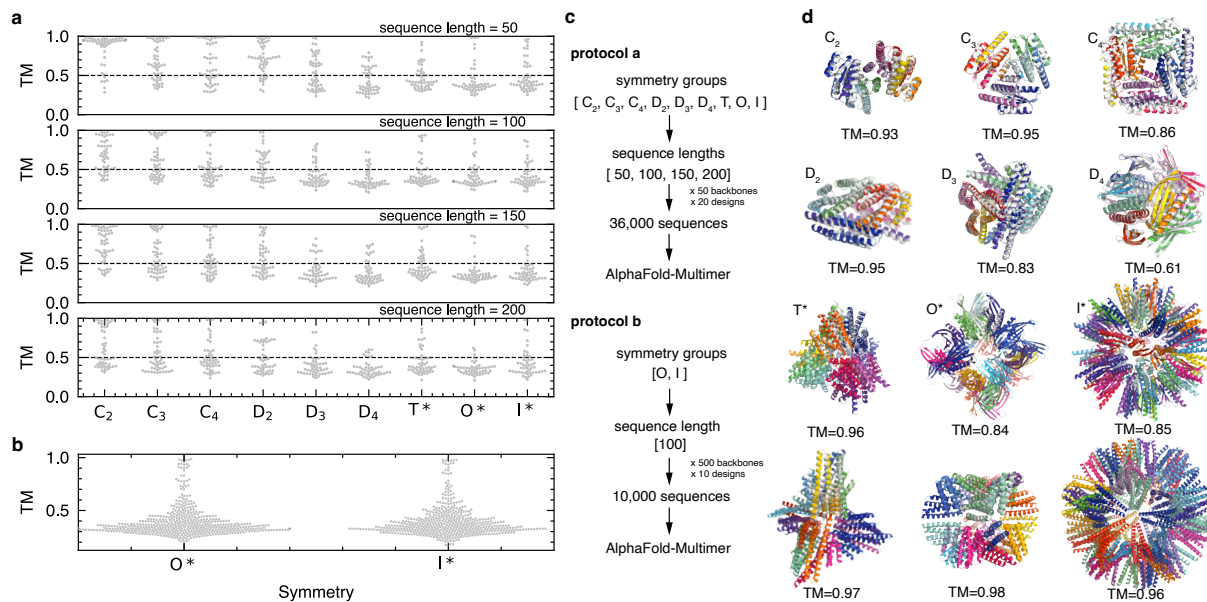 a
sequence length = 50
TM
1.0
0.5
0.0
sequence length = 100
TM
1.0
0.5
0.0
sequence length = 150
TM
1.0
0.5
0.0
sequence length = 200
TM
1.0
0.5
0.0
C₂ C₃ C₄ D₂ D₃ D₄ T* O* I*
b
TM
1.0
0.5
O* I*
Symmetry
c
protocol a
symmetry groups
[ C₂, C₃, C₄, D₂, D₃, D₄, T, O, I ]
sequence lengths
[ 50, 100, 150, 200]
x 50 backbones
x 20 designs
36,000 sequences
AlphaFold-Multimer
protocol b
symmetry groups
[O, I ]
sequence length
[100]
x 500 backbones
x 10 designs
10,000 sequences
AlphaFold-Multimer
d
C₂ C₃ C₄
TM=0.93 TM=0.95 TM=0.86
D₂ D₃ D₄
TM=0.95 TM=0.83 TM=0.61
T* O* I*
TM=0.96 TM=0.84 TM=0.85
TM=0.97 TM=0.98 TM=0.96